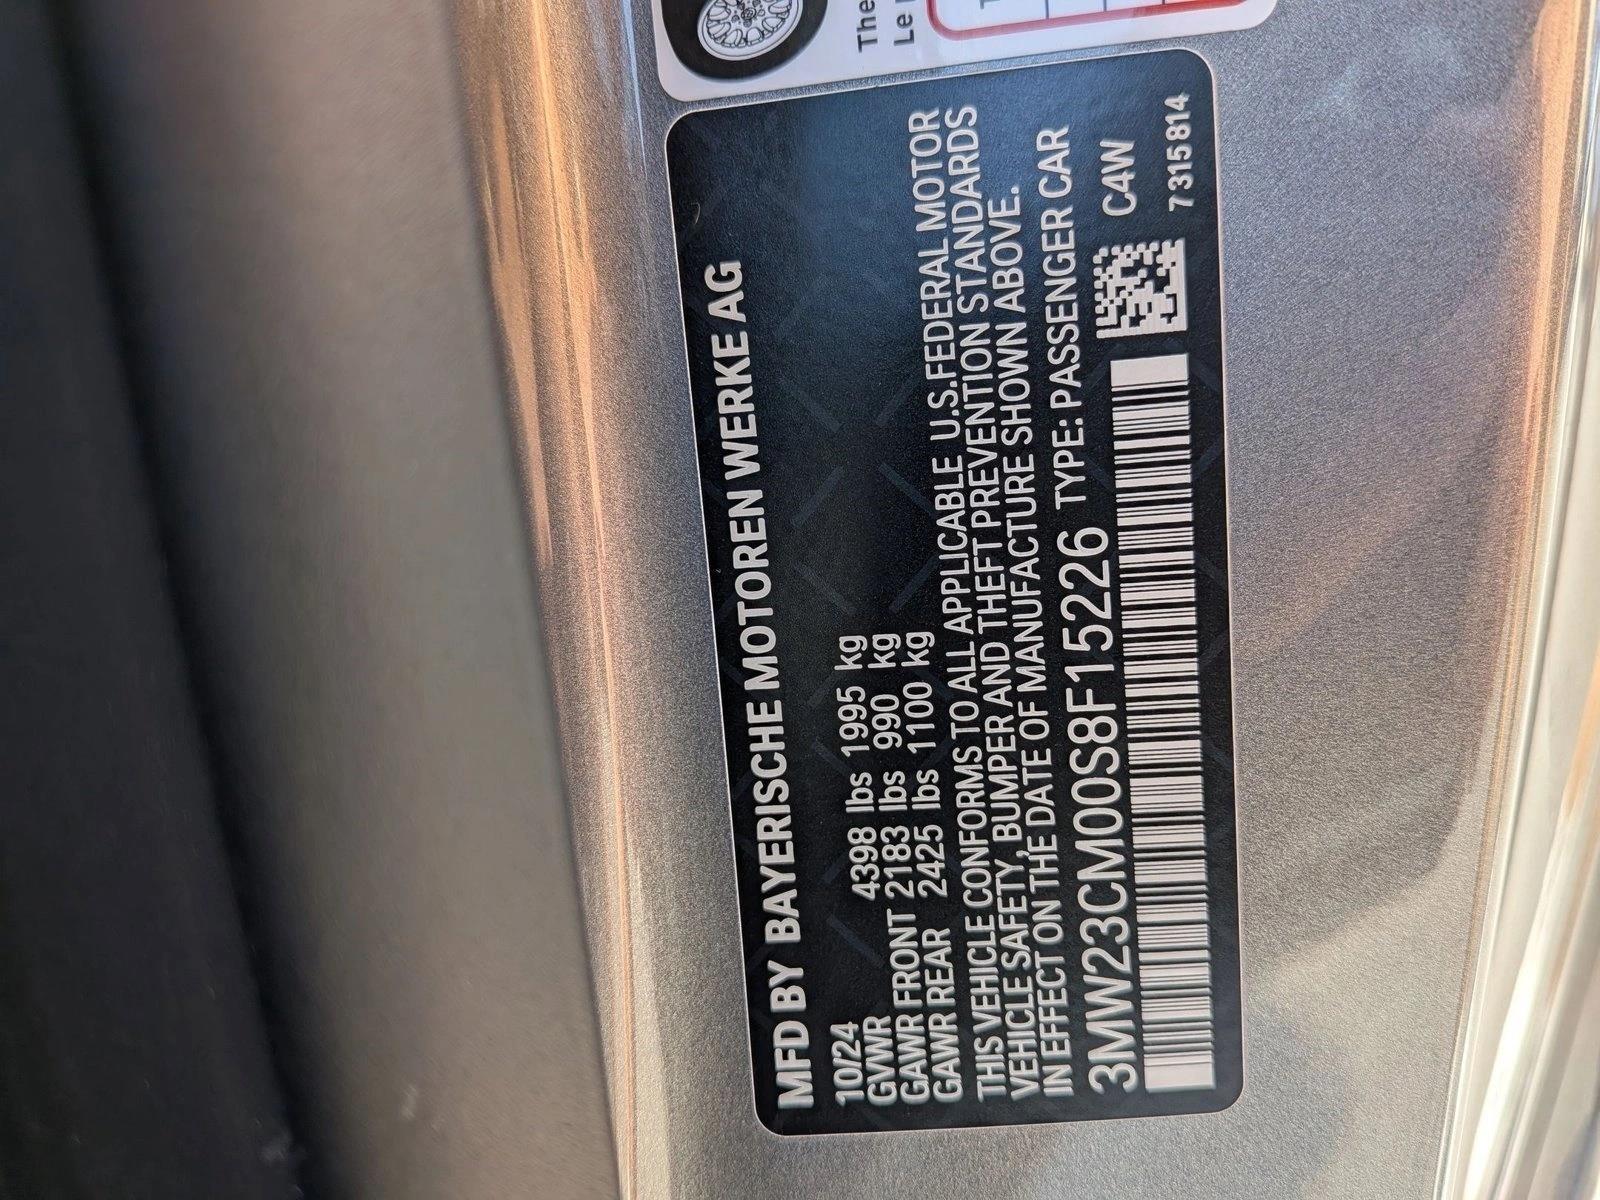 The
Le
MFD BY BAYERISCHE MOTOREN WERKE AG
10/24
GVWR 4398 lbs 1995 kg
GAWR FRONT 2183 lbs 990 kg
GAWR REAR 2425 lbs 1100 kg
THIS VEHICLE CONFORMS TO ALL APPLICABLE U.S.FEDERAL MOTOR
VEHICLE SAFETY, BUMPER AND THEFT PREVENTION STANDARDS
IN EFFECT ON THE DATE OF MANUFACTURE SHOWN ABOVE.
3MW23CM00S8F15226 TYPE: PASSENGER CAR
C4W
7315814